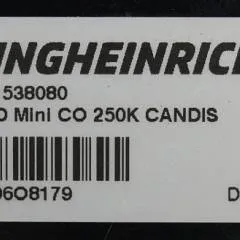 NGHEINRICH
538080
O Mini CO 250K CANDIS
06O8179
D